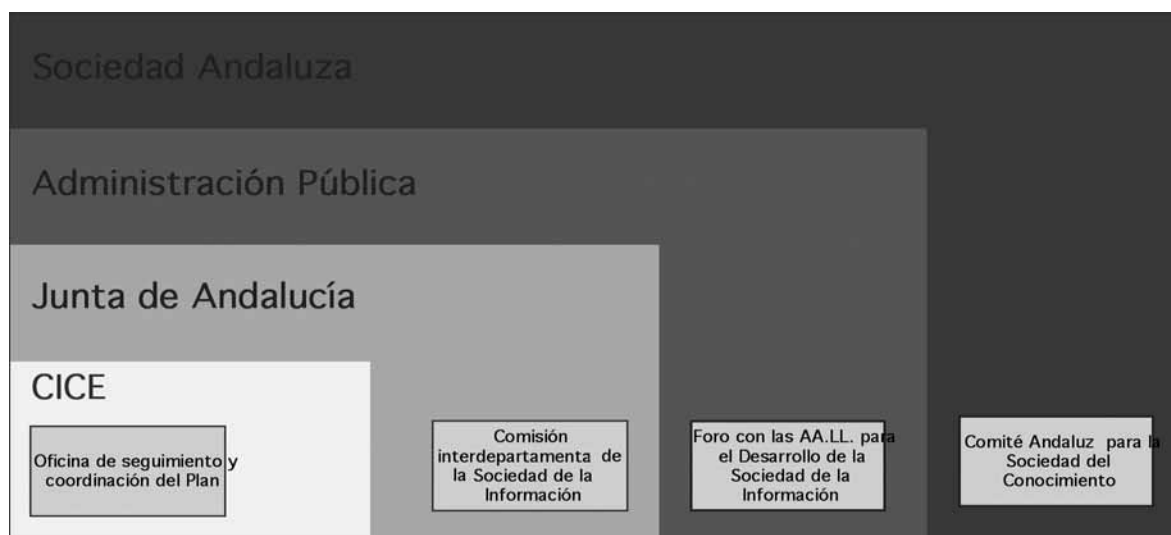 Sociedad Andaluza
Administración Pública
Junta de Andalucía
CICE
Oficina de seguimiento y
coordinación del Plan
Comisión
interdepartamenta de
la Sociedad de la
Información
Foro con las AA.LL. para
el Desarrollo de la
Sociedad de la
Información
Comité Andaluz para la
Sociedad del
Conocimiento